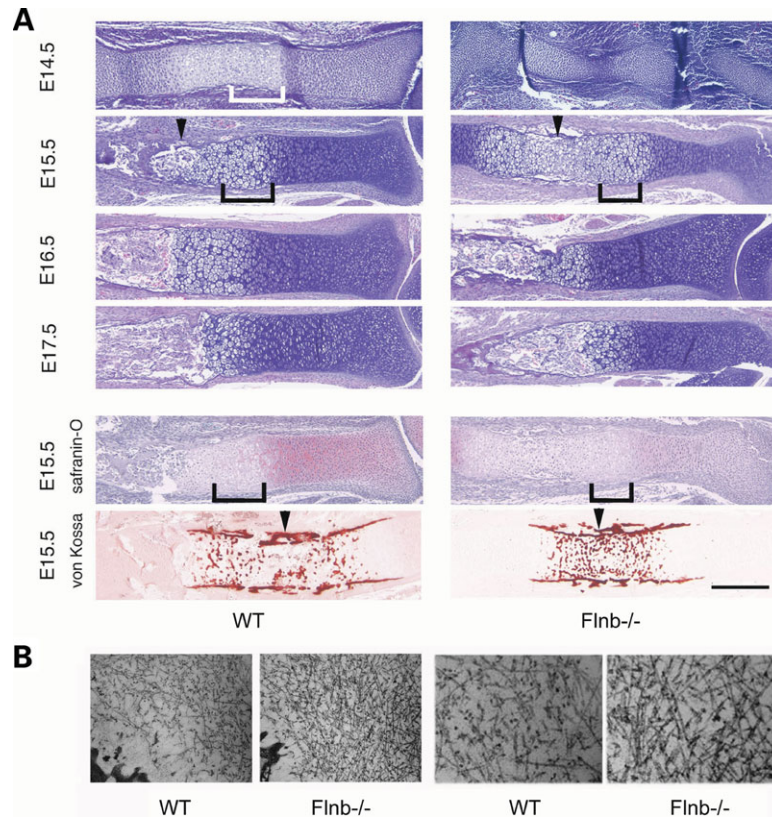 A
E14.5
E15.5
E16.5
E17.5
E15.5
safranin-O
E15.5
von Kossa
WT
Flnb-/-
B
WT
Flnb-/-
WT
Flnb-/-